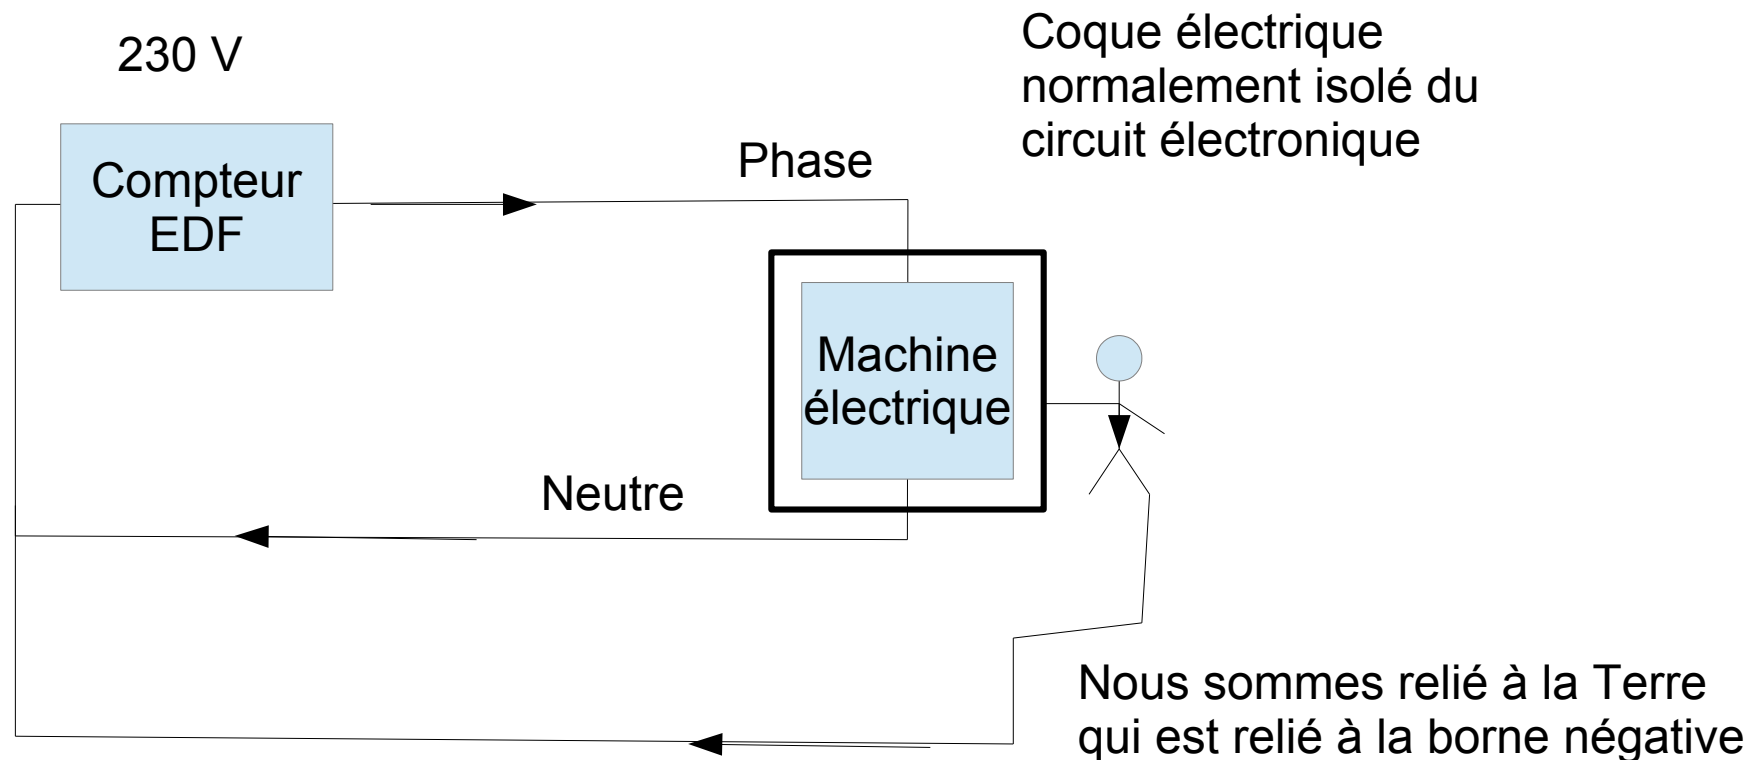 230 V
Coque électrique
normalement isolé du
circuit électronique
Phase
Compteur
EDF
Machine
électrique
Neutre
Nous sommes relié à la Terre
qui est relié à la borne négative